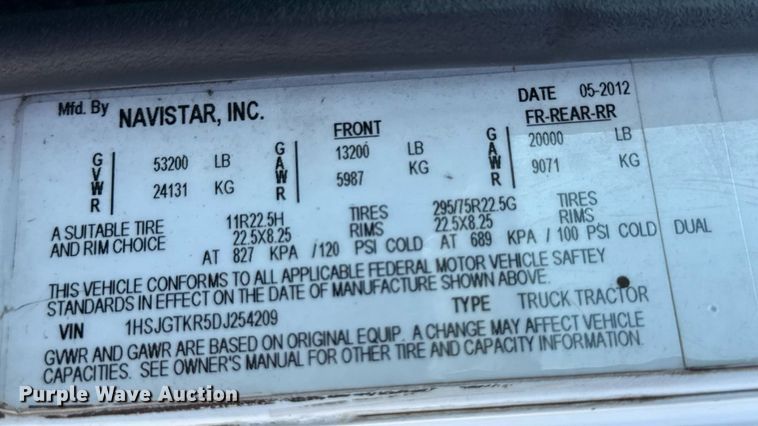 Mfd. By NAVISTAR, INC. DATE 05-2012
FRONT FR-REAR-RR
GVWR 53200 LB GAWR 13200 LB GAWR 20000 LB
24131 KG 5987 KG 9071 KG
A SUITABLE TIRE 11R22.5H TIRES 295/75R22.5G TIRES
AND RIM CHOICE 22.5X8.25 RIMS 22.5X8.25 RIMS
AT 827 KPA /120 PSI COLD AT 689 KPA / 100 PSI COLD DUAL
THIS VEHICLE CONFORMS TO ALL APPLICABLE FEDERAL MOTOR VEHICLE SAFTEY
STANDARDS IN EFFECT ON THE DATE OF MANUFACTURE SHOWN ABOVE.
VIN 1HSJGTKR5DJ254209 TYPE TRUCK TRACTOR
GVWR AND GAWR ARE BASED ON ORIGINAL EQUIP. A CHANGE MAY AFFECT VEHICLE
CAPACITIES. SEE OWNER'S MANUAL FOR OTHER TIRE AND CAPACITY INFORMATION.
Purple Wave Auction